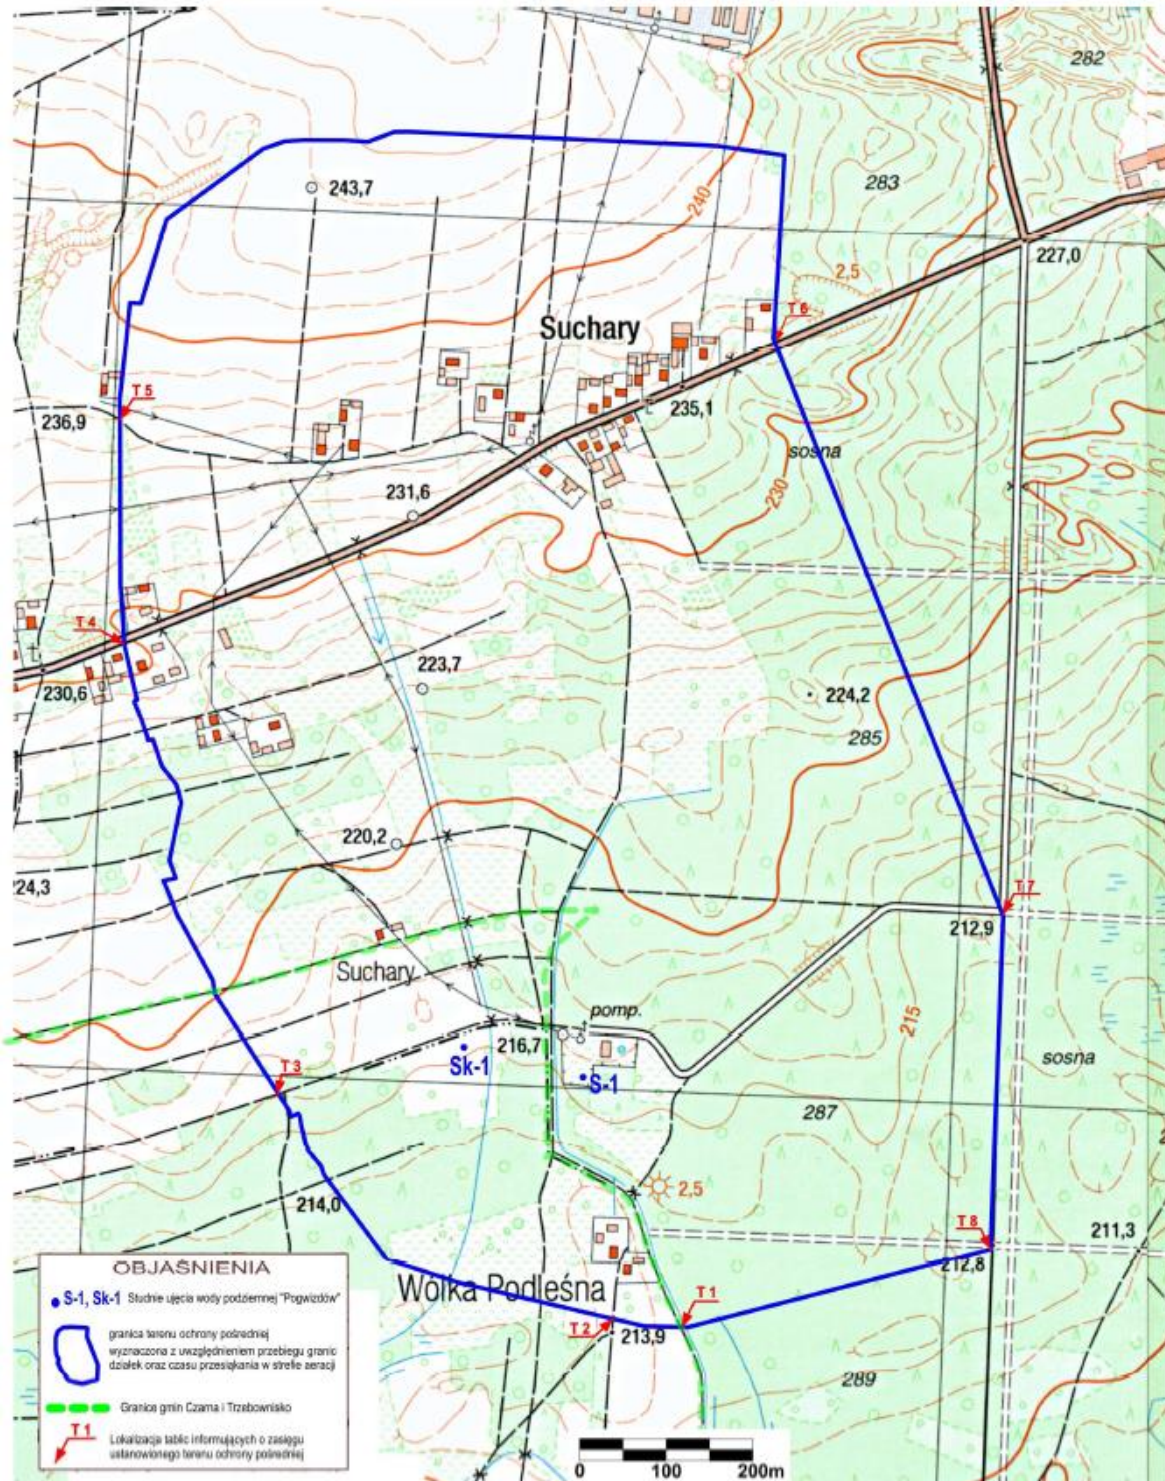 282
243,7
283
240
2,5
227,0
T 6
Suchary
T 5
236,9
235,1
sosna
231,6
230
T 4
230,6
223,7
224,2
285
220,2
224,3
T 7
212,9
Suchary
215
pomp.
216,7
Sk-1
S-1
sosna
T 3
287
2,5
214,0
T 8
211,3
212,8
Wólka Podleśna
T 1
T 2
213,9
289
OBJAŚNIENIA
S-1, Sk-1 Studnie ujęcia wody podziemnej "Pogwizdów"
granica terenu ochrony pośredniej
wyznaczona z uwzględnieniem przebiegu granic
działek oraz czasu przesiąkania w strefie aeracji
Granice gmin Czarna i Trzebownisko
T 1 Lokalizacja tablic informujących o zasięgu
ustanowionego terenu ochrony pośredniej
0 100 200m